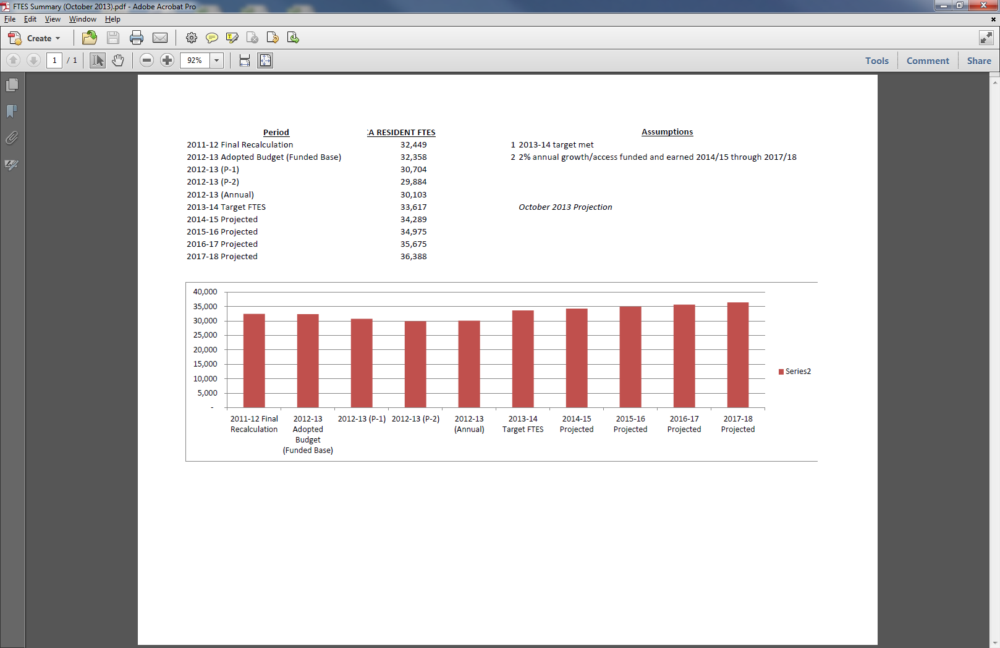 FTES Summary (October 2013).pdf - Adobe Acrobat Pro
File Edit View Window Help
Create
1 / 1 92% Tools Comment Share
Period CA RESIDENT FTES Assumptions
2011-12 Final Recalculation 32,449 1 2013-14 target met
2012-13 Adopted Budget (Funded Base) 32,358 2 2% annual growth/access funded and earned 2014/15 through 2017/18
2012-13 (P-1) 30,704
2012-13 (P-2) 29,884
2012-13 (Annual) 30,103
2013-14 Target FTES 33,617 October 2013 Projection
2014-15 Projected 34,289
2015-16 Projected 34,975
2016-17 Projected 35,675
2017-18 Projected 36,388
40,000
35,000
30,000
25,000
20,000
15,000
10,000
5,000
-
Series2
2011-12 Final Recalculation
2012-13 Adopted Budget (Funded Base)
2012-13 (P-1)
2012-13 (P-2)
2012-13 (Annual)
2013-14 Target FTES
2014-15 Projected
2015-16 Projected
2016-17 Projected
2017-18 Projected